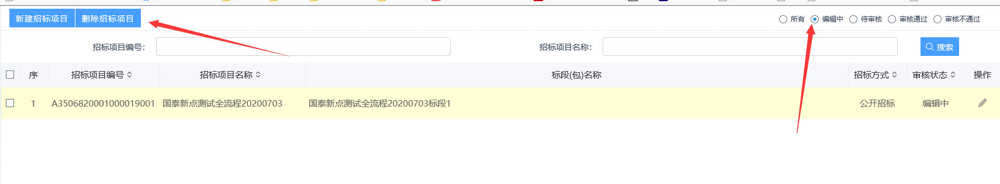 新建招标项目 删除招标项目 所有 编辑中 待审核 审核通过 审核不通过
招标项目编号： 招标项目名称： 搜索
序 招标项目编号 招标项目名称 标段(包)名称 招标方式 审核状态 操作
1 A3506820001000019001 国泰新点测试全流程20200703 国泰新点测试全流程20200703标段1 公开招标 编辑中